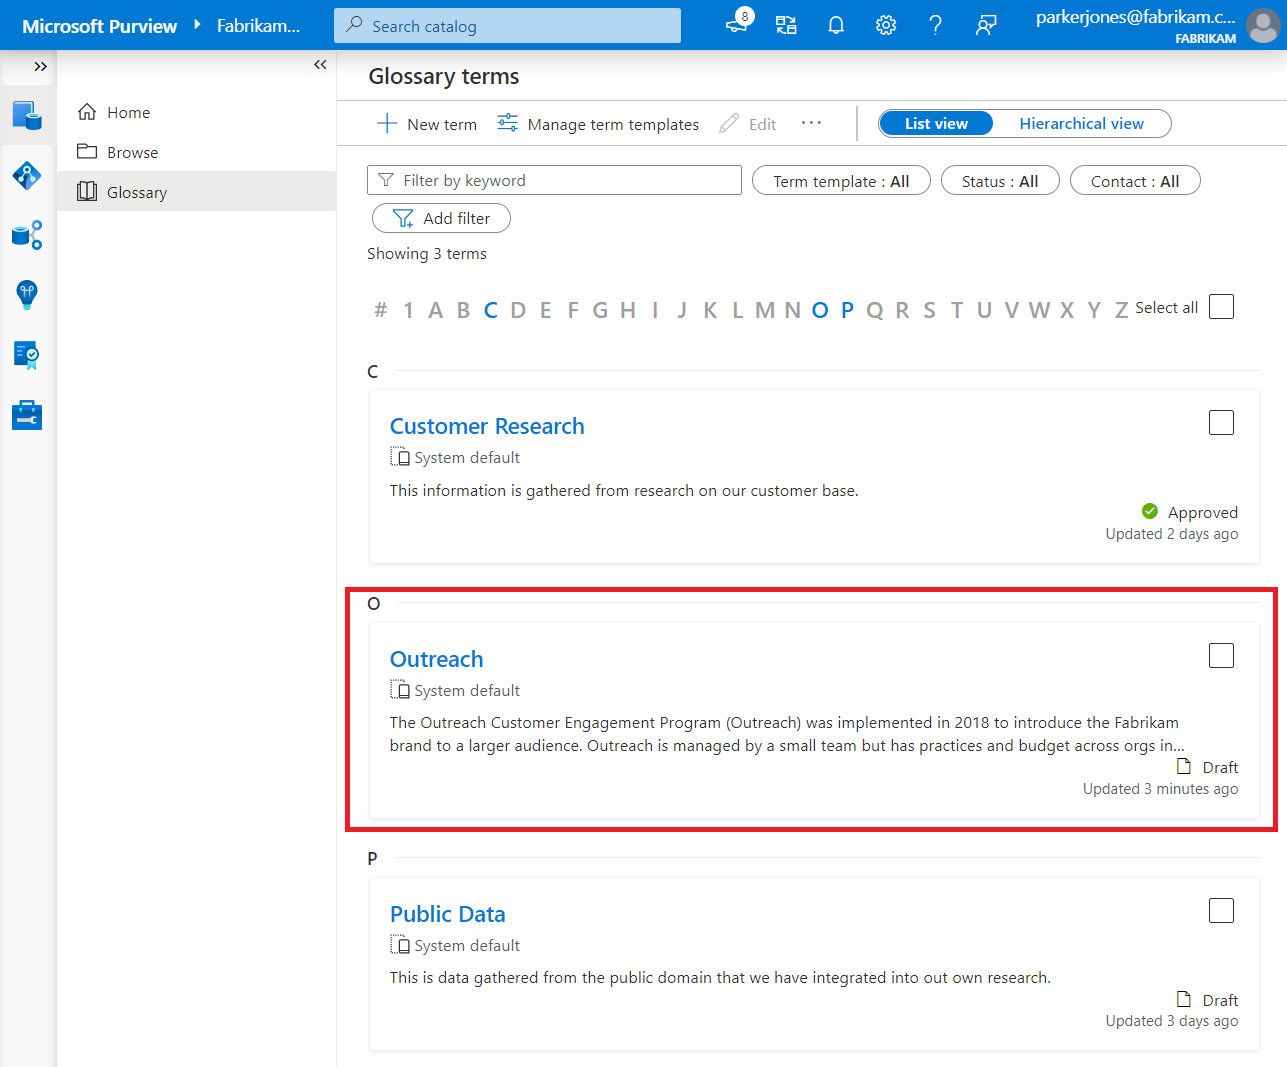 Microsoft Purview Fabrikam... Search catalog 8 parkerjones@fabrikam.c...
FABRIKAM
Glossary terms
Home
Browse
Glossary
New term Manage term templates Edit ... List view Hierarchical view
Filter by keyword Term template : All Status : All Contact : All
Add filter
Showing 3 terms
# 1 A B C D E F G H I J K L M N O P Q R S T U V W X Y Z Select all
C
Customer Research
System default
This information is gathered from research on our customer base.
Approved
Updated 2 days ago
O
Outreach
System default
The Outreach Customer Engagement Program (Outreach) was implemented in 2018 to introduce the Fabrikam
brand to a larger audience. Outreach is managed by a small team but has practices and budget across orgs in...
Draft
Updated 3 minutes ago
P
Public Data
System default
This is data gathered from the public domain that we have integrated into out own research.
Draft
Updated 3 days ago